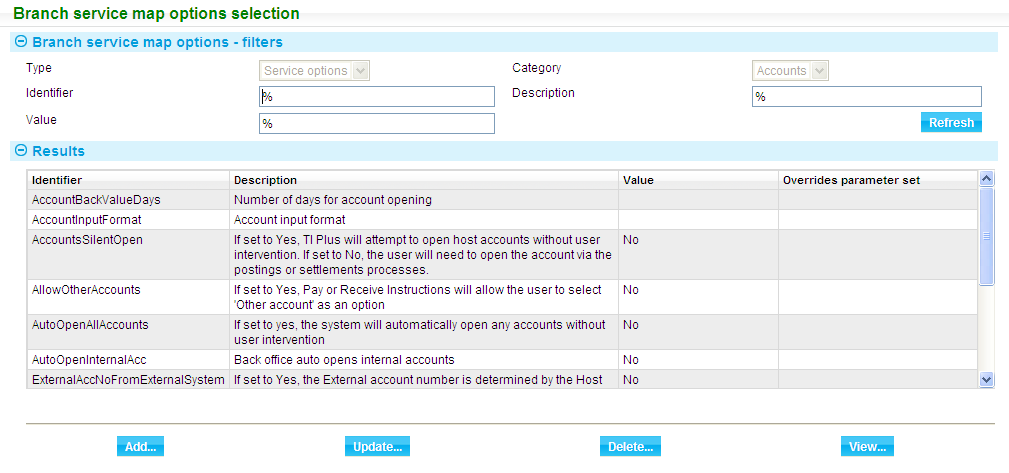 Branch service map options selection
Branch service map options - filters
Type Service options Category Accounts
Identifier % Description %
Value % Refresh
Results
Identifier Description Value Overrides parameter set
AccountBackValueDays Number of days for account opening
AccountInputFormat Account input format
AccountsSilentOpen If set to Yes, TI Plus will attempt to open host accounts without user No
intervention. If set to No, the user will need to open the account via the
postings or settlements processes.
AllowOtherAccounts If set to Yes, Pay or Receive Instructions will allow the user to select No
'Other account' as an option
AutoOpenAllAccounts If set to yes, the system will automatically open any accounts without No
user intervention
AutoOpenInternalAcc Back office auto opens internal accounts No
ExternalAccNoFromExternalSystem If set to Yes, the External account number is determined by the Host No
Add... Update... Delete... View...